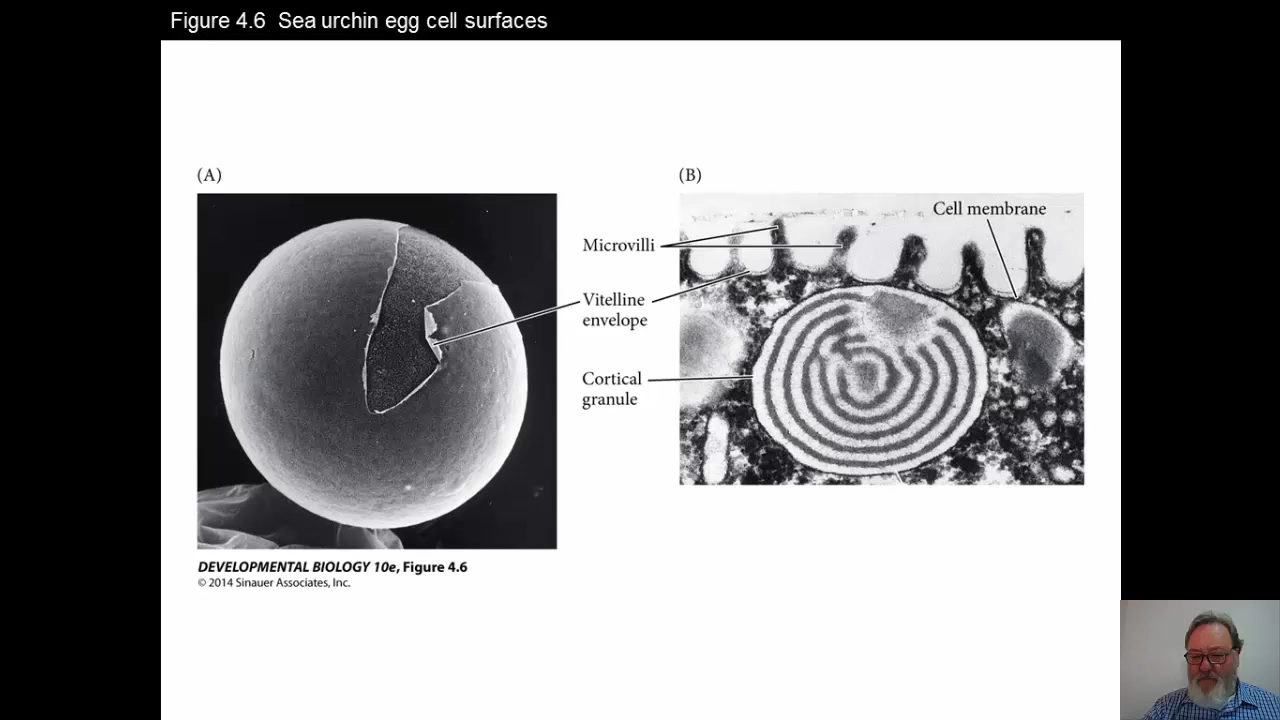 Figure 4.6  Sea urchin egg cell surfaces
(A)
(B)
Cell membrane
Microvilli
Vitelline
envelope
Cortical
granule
DEVELOPMENTAL BIOLOGY 10e, Figure 4.6
© 2014 Sinauer Associates, Inc.